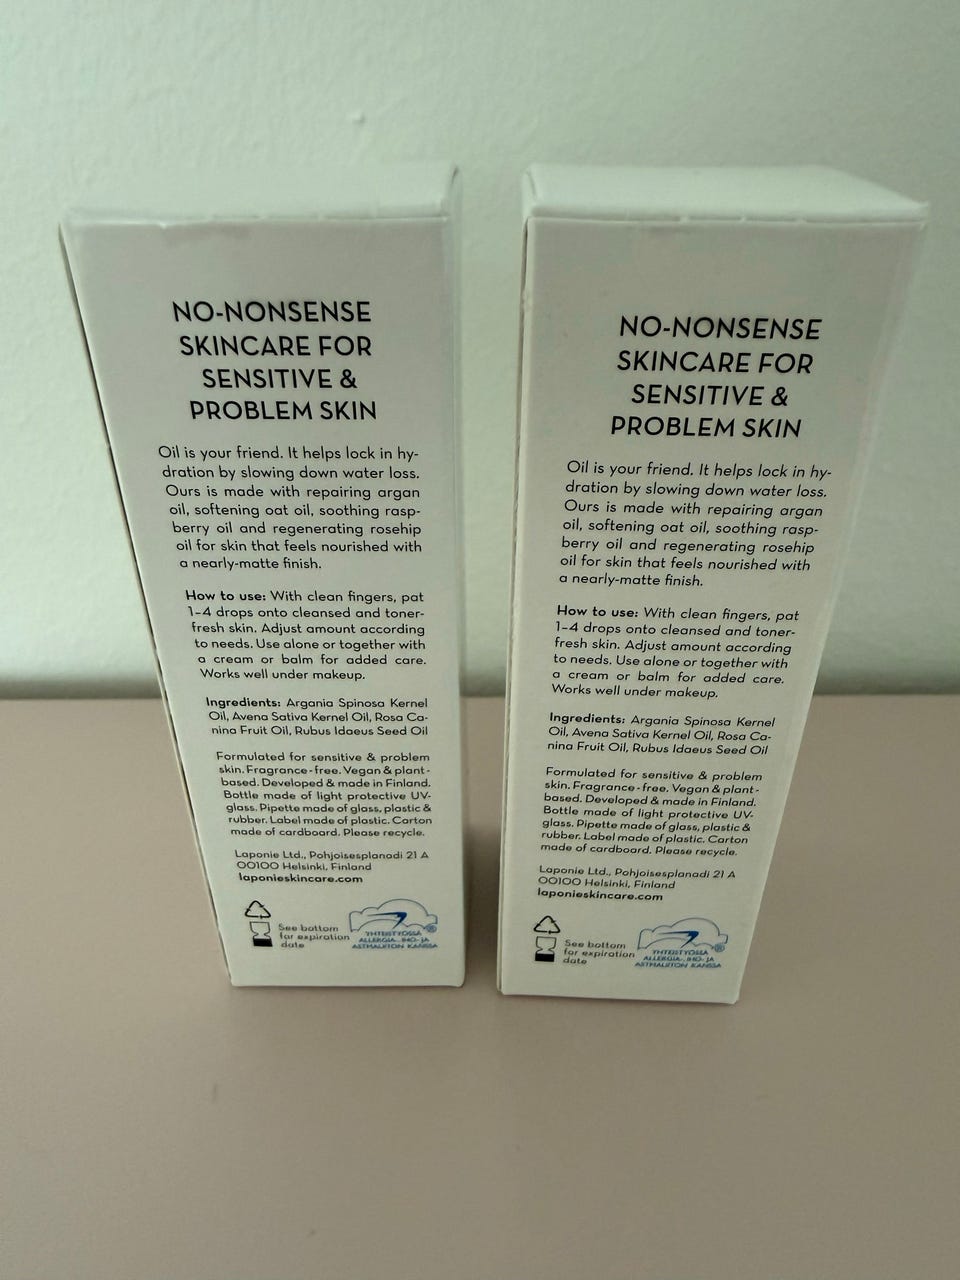 NO-NONSENSE
SKINCARE FOR
SENSITIVE &
PROBLEM SKIN
Oil is your friend. It helps lock in hy-
dration by slowing down water loss.
Ours is made with repairing argan
oil, softening oat oil, soothing rasp-
berry oil and regenerating rosehip
oil for skin that feels nourished with
a nearly-matte finish.
How to use: With clean fingers, pat
1-4 drops onto cleansed and toner-
fresh skin. Adjust amount according
to needs. Use alone or together with
a cream or balm for added care.
Works well under makeup.
Ingredients: Argania Spinosa Kernel
Oil, Avena Sativa Kernel Oil, Rosa Ca-
nina Fruit Oil, Rubus Idaeus Seed Oil
Formulated for sensitive & problem
skin. Fragrance-free. Vegan & plant-
based. Developed & made in Finland.
Bottle made of light protective UV-
glass. Pipette made of glass, plastic &
rubber. Label made of plastic. Carton
made of cardboard. Please recycle.
Laponie Ltd., Pohjoisesplanadi 21 A
00100 Helsinki, Finland
laponieskincare.com
See bottom
for expiration
date
YHTEISTYÖSSÄ
ALLERGIA-, IHO- JA
ASTMALIITON KANSSA
NO-NONSENSE
SKINCARE FOR
SENSITIVE &
PROBLEM SKIN
Oil is your friend. It helps lock in hy-
dration by slowing down water loss.
Ours is made with repairing argan
oil, softening oat oil, soothing rasp-
berry oil and regenerating rosehip
oil for skin that feels nourished with
a nearly-matte finish.
How to use: With clean fingers, pat
1-4 drops onto cleansed and toner-
fresh skin. Adjust amount according
to needs. Use alone or together with
a cream or balm for added care.
Works well under makeup.
Ingredients: Argania Spinosa Kernel
Oil, Avena Sativa Kernel Oil, Rosa Ca-
nina Fruit Oil, Rubus Idaeus Seed Oil
Formulated for sensitive & problem
skin. Fragrance-free. Vegan & plant-
based. Developed & made in Finland.
Bottle made of light protective UV-
glass. Pipette made of glass, plastic &
rubber. Label made of plastic. Carton
made of cardboard. Please recycle.
Laponie Ltd., Pohjoisesplanadi 21 A
00100 Helsinki, Finland
laponieskincare.com
See bottom
for expiration
date
YHTEISTYÖSSÄ
ALLERGIA-, IHO- JA
ASTMALIITON KANSSA